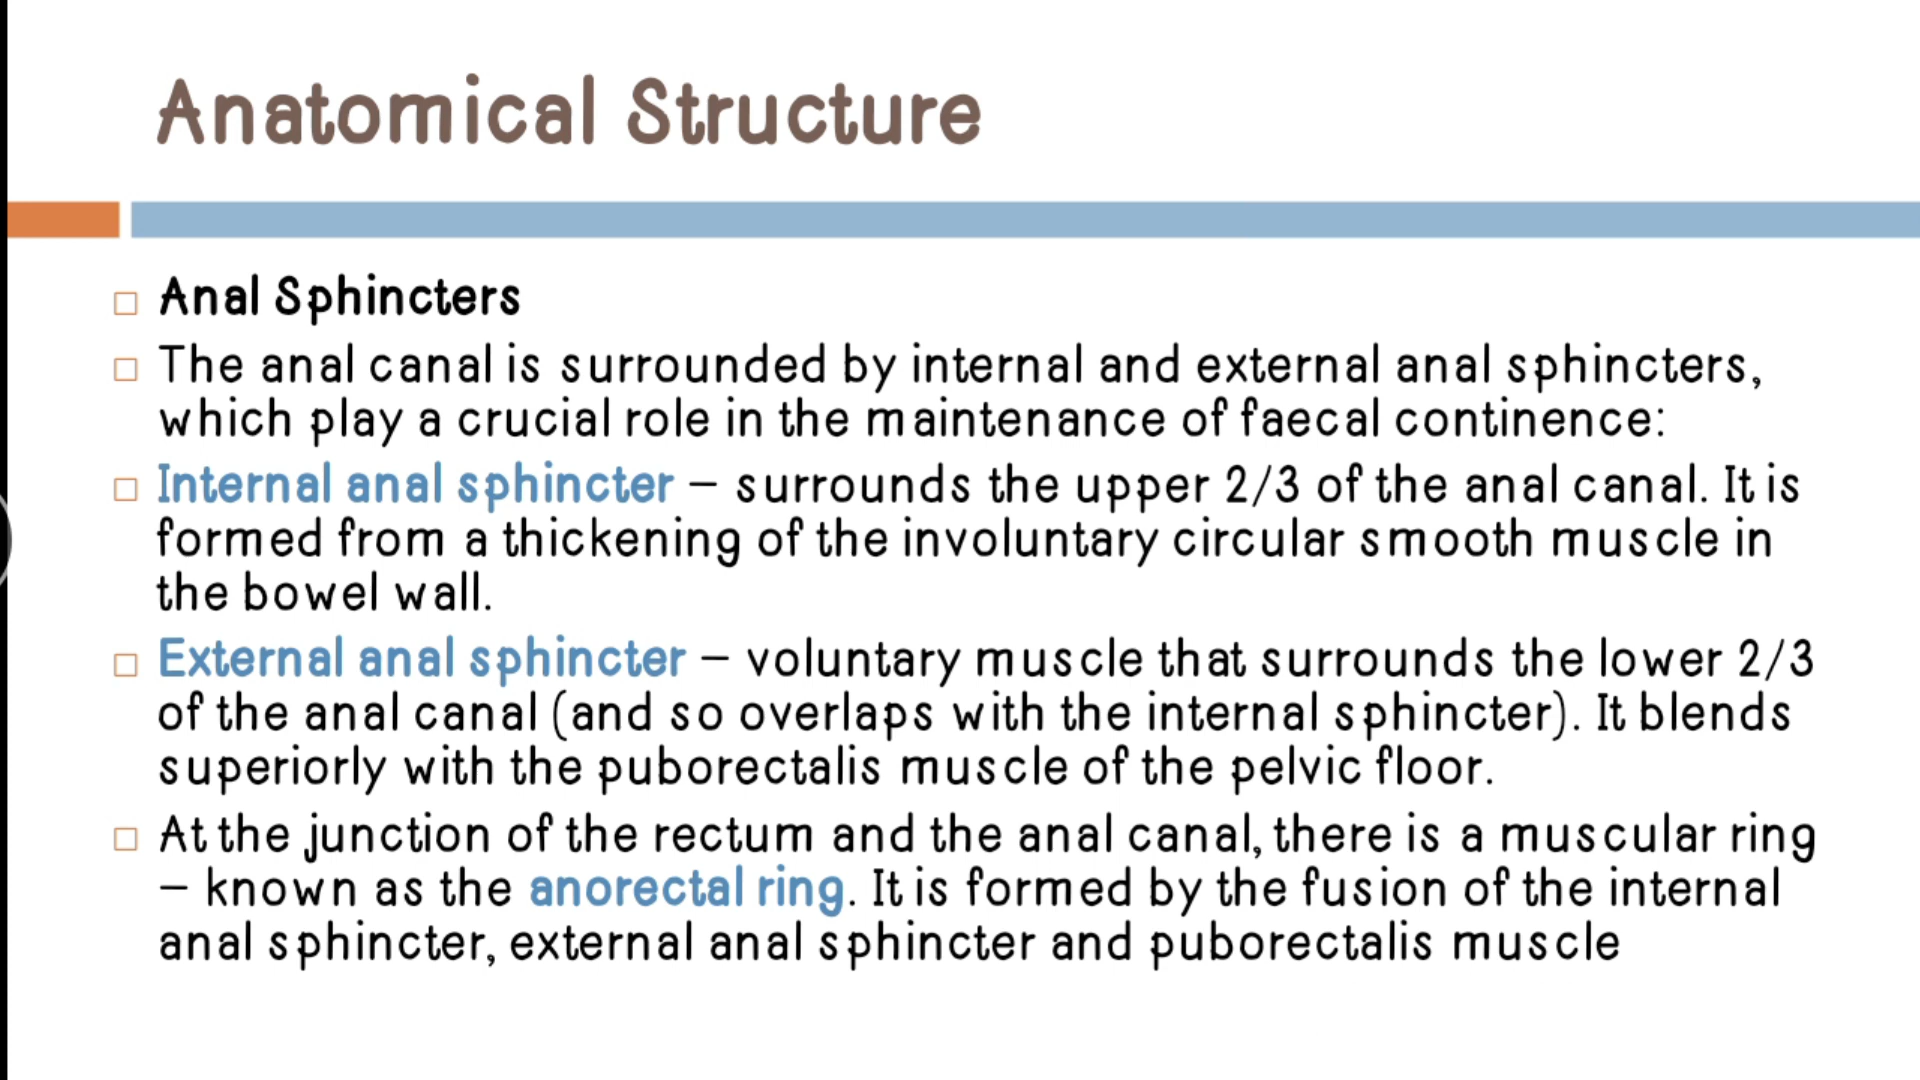 Anatomical Structure
Anal Sphincters
The anal canal is surrounded by internal and external anal sphincters,
which play a crucial role in the maintenance of faecal continence:
Internal anal sphincter – surrounds the upper 2/3 of the anal canal. It is
formed from a thickening of the involuntary circular smooth muscle in
the bowel wall.
External anal sphincter – voluntary muscle that surrounds the lower 2/3
of the anal canal (and so overlaps with the internal sphincter). It blends
superiorly with the puborectalis muscle of the pelvic floor.
At the junction of the rectum and the anal canal, there is a muscular ring
– known as the anorectal ring. It is formed by the fusion of the internal
anal sphincter, external anal sphincter and puborectalis muscle